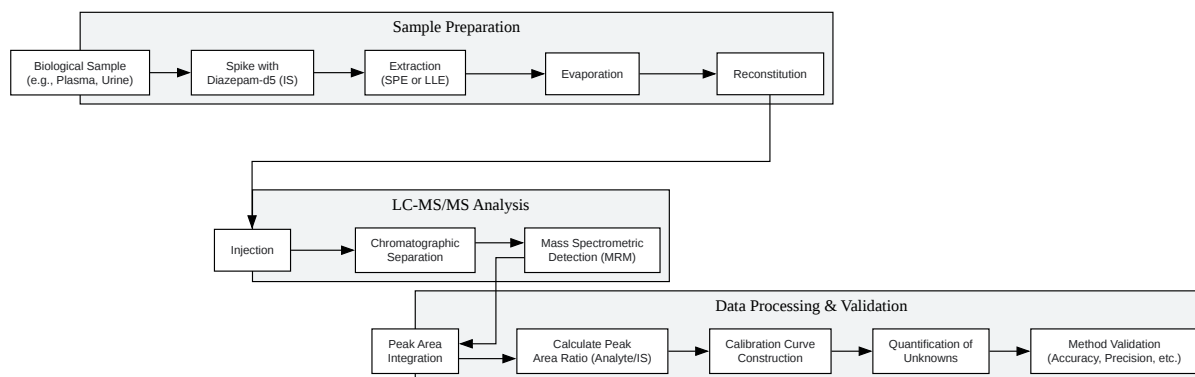 Sample Preparation
Biological Sample
(e.g., Plasma, Urine)
Spike with
Diazepam-d5 (IS)
Extraction
(SPE or LLE)
Evaporation
Reconstitution
LC-MS/MS Analysis
Injection
Chromatographic
Separation
Mass Spectrometric
Detection (MRM)
Data Processing & Validation
Peak Area
Integration
Calculate Peak
Area Ratio (Analyte/IS)
Calibration Curve
Construction
Quantification of
Unknowns
Method Validation
(Accuracy, Precision, etc.)